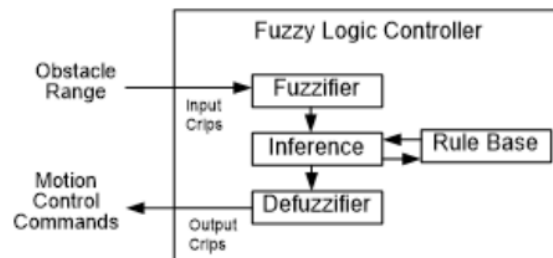 Fuzzy Logic Controller
Obstacle
Range
Input
Crips
Fuzzifier
Inference
Rule Base
Defuzzifier
Motion
Control
Commands
Output
Crips